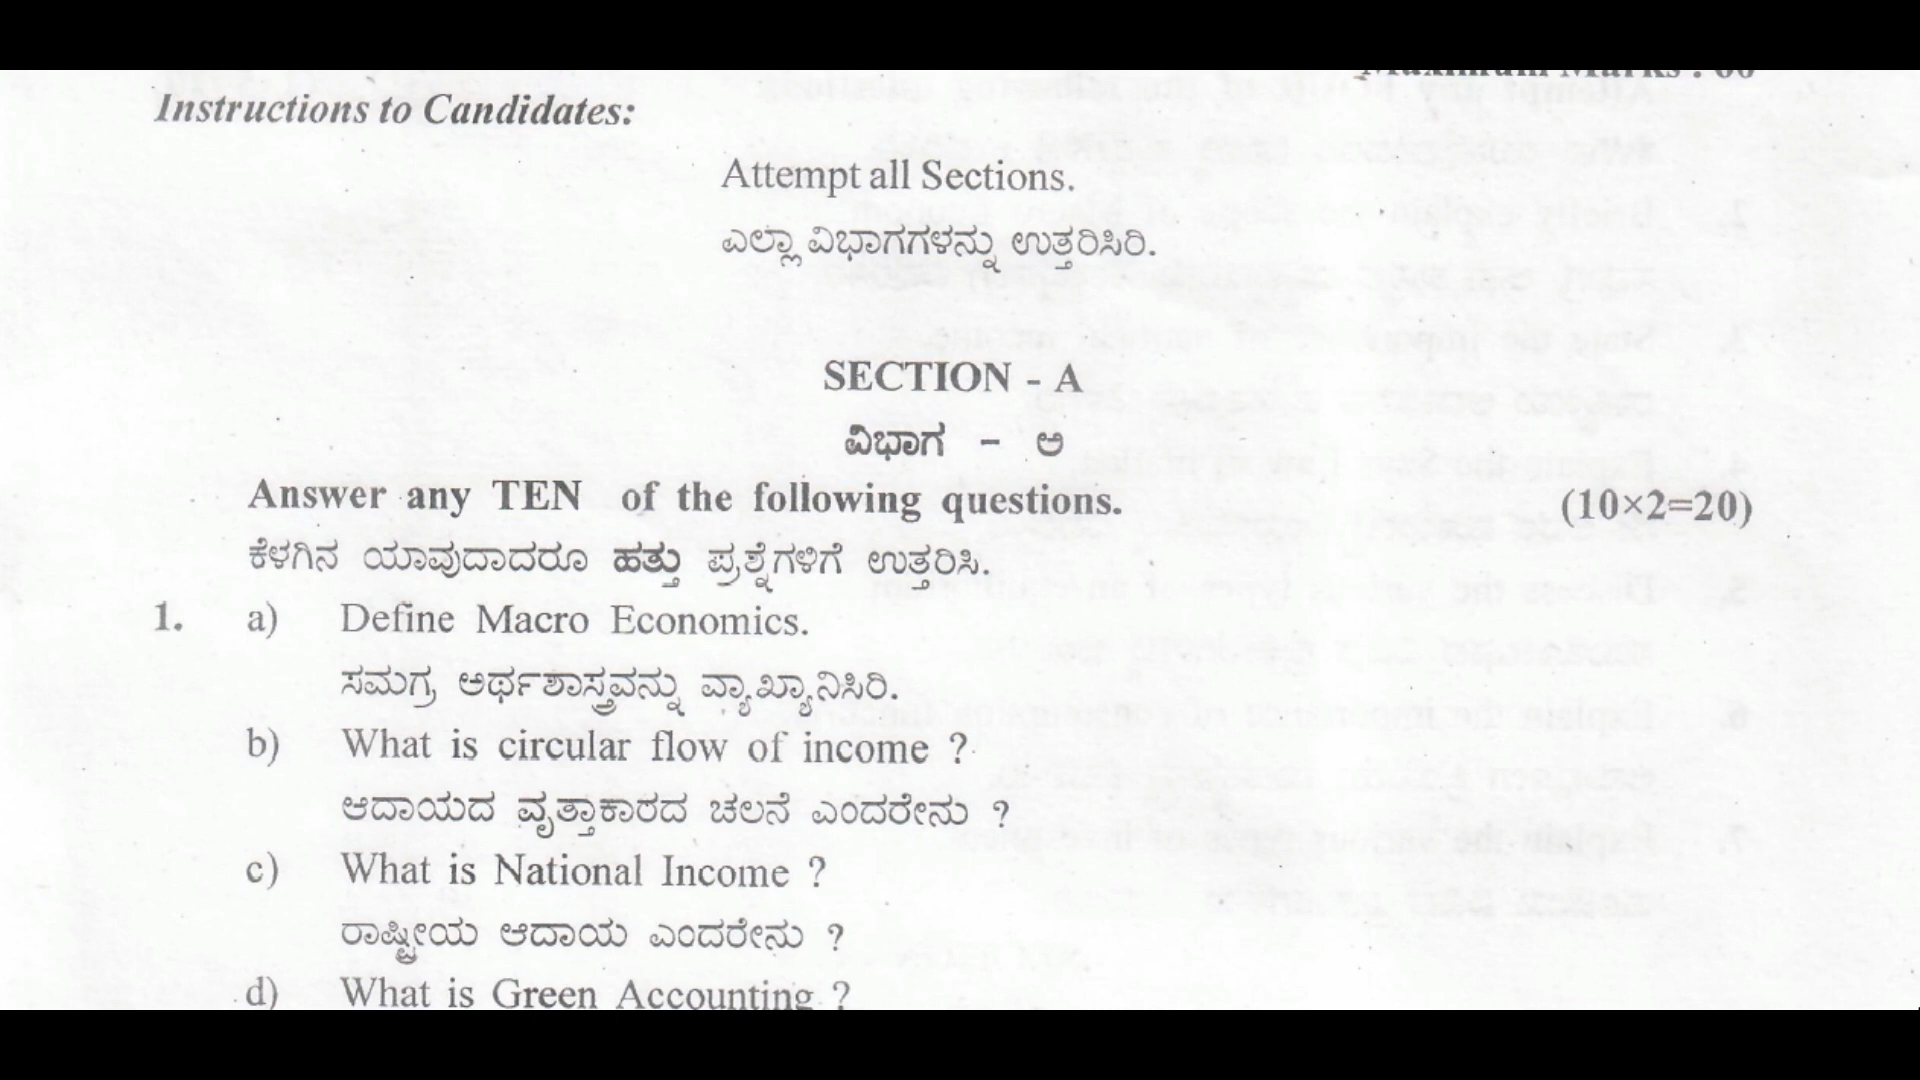 Maximum Marks : 60
Instructions to Candidates:
Attempt all Sections.
ಎಲ್ಲಾ ವಿಭಾಗಗಳನ್ನು ಉತ್ತರಿಸಿರಿ.
SECTION - A
ವಿಭಾಗ - ಅ
Answer any TEN of the following questions. (10×2=20)
ಕೆಳಗಿನ ಯಾವುದಾದರೂ ಹತ್ತು ಪ್ರಶ್ನೆಗಳಿಗೆ ಉತ್ತರಿಸಿ.
1. a) Define Macro Economics.
ಸಮಗ್ರ ಅರ್ಥಶಾಸ್ತ್ರವನ್ನು ವ್ಯಾಖ್ಯಾನಿಸಿರಿ.
b) What is circular flow of income ?
ಆದಾಯದ ವೃತ್ತಾಕಾರದ ಚಲನೆ ಎಂದರೇನು ?
c) What is National Income ?
ರಾಷ್ಟ್ರೀಯ ಆದಾಯ ಎಂದರೇನು ?
d) What is Green Accounting ?